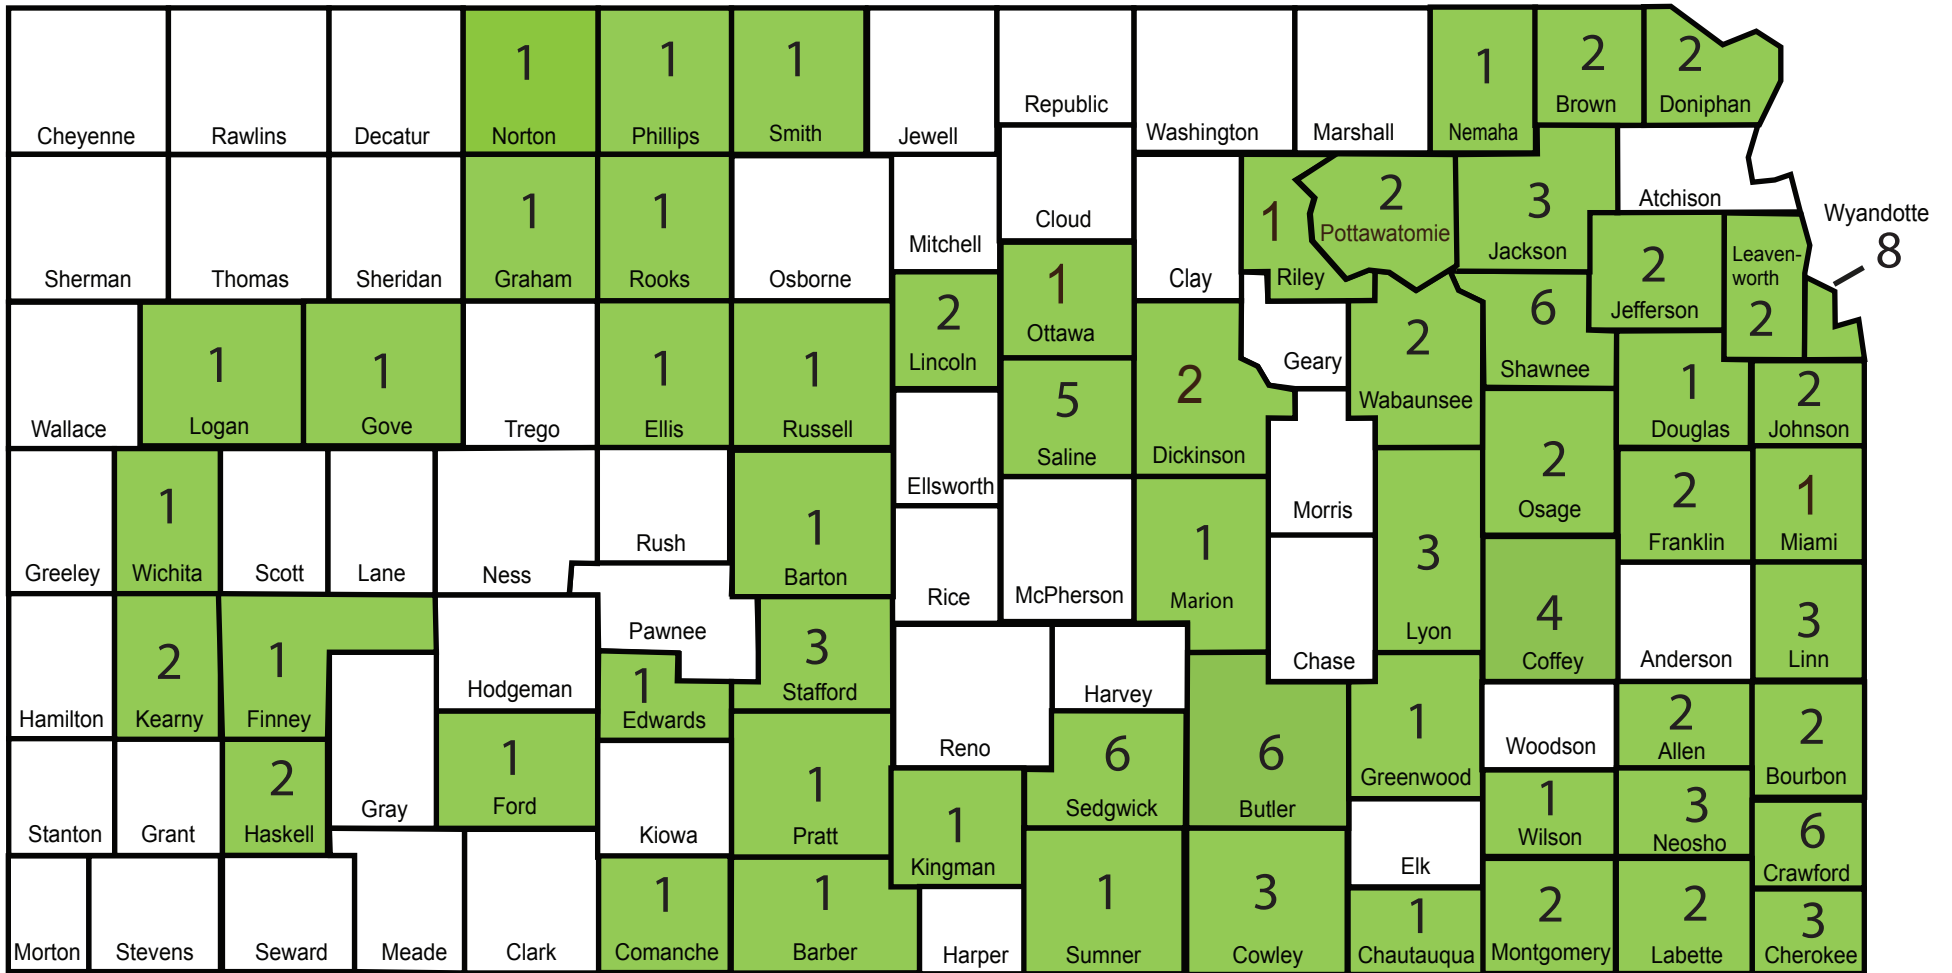 1
1
1
1
2
2
Cheyenne
Rawlins
Decatur
Norton
Phillips
Smith
Jewell
Republic
Washington
Marshall
Nemaha
Brown
Doniphan
1
1
1
2
3
Sherman
Thomas
Sheridan
Graham
Rooks
Osborne
Mitchell
Cloud
Clay
Riley
Pottawatomie
Jackson
Atchison
Wyandotte
8
2
Jefferson
Leaven-
worth
2
1
1
1
1
2
Lincoln
1
Ottawa
2
6
Wallace
Logan
Gove
Trego
Ellis
Russell
5
Saline
2
Dickinson
Geary
Wabaunsee
Shawnee
1
Douglas
2
Johnson
1
1
Greeley
Wichita
Scott
Lane
Ness
Rush
Barton
Ellsworth
Rice
McPherson
1
Marion
Morris
3
Lyon
2
Osage
2
Franklin
1
Miami
2
1
Hamilton
Kearny
Finney
Hodgeman
Pawnee
1
Edwards
3
Stafford
Reno
Harvey
Chase
4
Coffey
Anderson
3
Linn
2
1
1
6
6
1
Stanton
Grant
Haskell
Gray
Ford
Kiowa
Pratt
1
Kingman
Sedgwick
Butler
Greenwood
Woodson
2
Allen
2
Bourbon
1
Wilson
3
Neosho
6
Crawford
1
1
1
3
Elk
1
2
2
3
Morton
Stevens
Seward
Meade
Clark
Comanche
Barber
Harper
Sumner
Cowley
Chautauqua
Montgomery
Labette
Cherokee